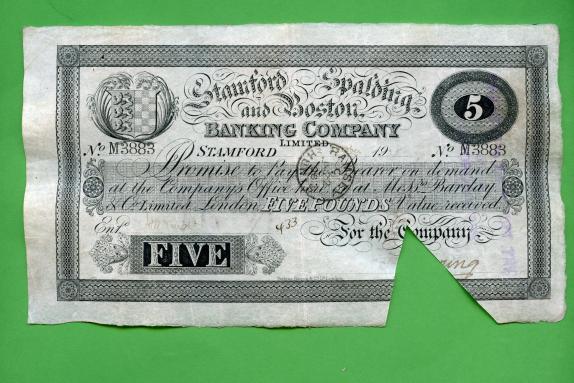 Stamford Spalding
and Boston
BANKING COMPANY
LIMITED
5
No M3883 STAMFORD 19 No M3883
Promise to Pay the Bearer on demand
at the Company's Office here or at Messrs Barclay
& Co Limited, London FIVE POUNDS Value received.
Entd 433 For the Company
FIVE